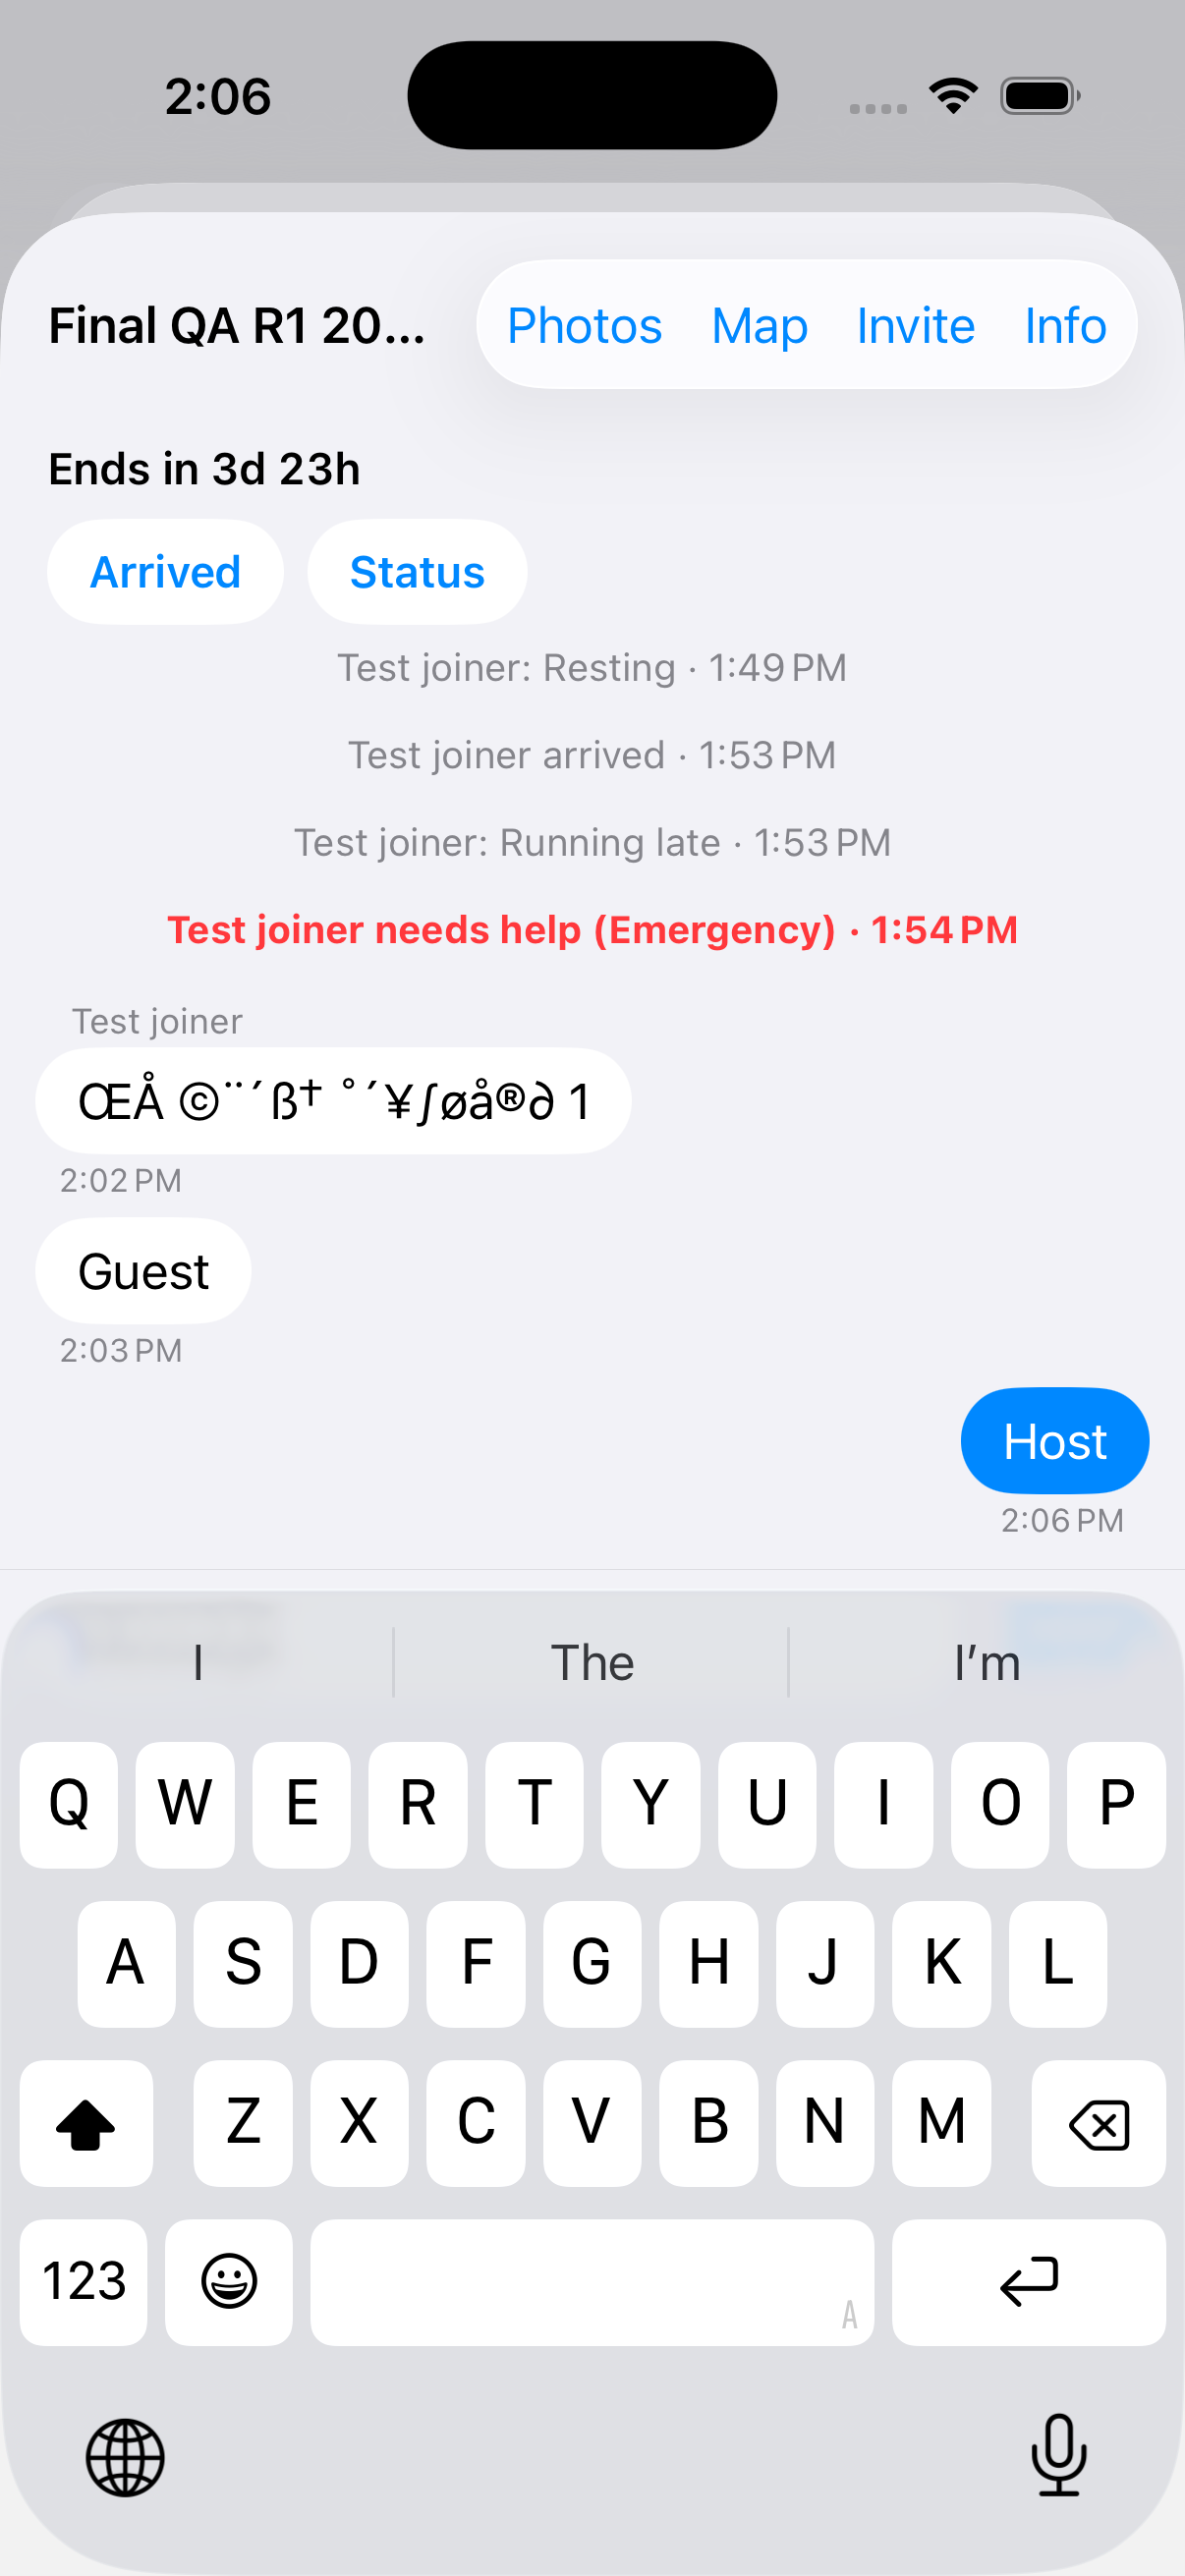 2:06
Final QA R1 20...
Photos Map Invite Info
Ends in 3d 23h
Arrived Status
Test joiner: Resting · 1:49 PM
Test joiner arrived · 1:53 PM
Test joiner: Running late · 1:53 PM
Test joiner needs help (Emergency) · 1:54 PM
Test joiner
ŒÅ ©¨´ß† ˚´¥∫øå®∂ 1
2:02 PM
Guest
2:03 PM
Host
2:06 PM
I The I’m
Q W E R T Y U I O P
A S D F G H J K L
Z X C V B N M
123
A